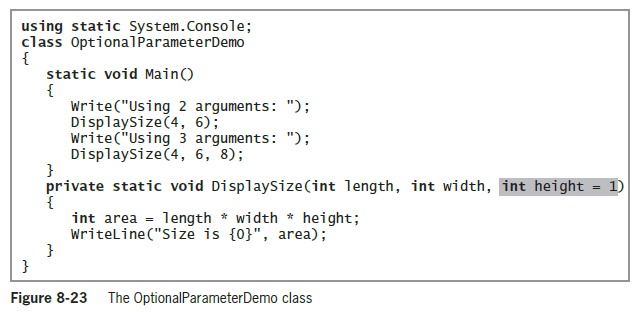 using static System.Console;
class OptionalParameterDemo
{
static void Main()
{
Write("Using 2 arguments: ");
DisplaySize(4, 6);
Write("Using 3 arguments: ");
DisplaySize(4, 6, 8);
}
private static void DisplaySize(int length, int width, int height = 1)
{
int area = length * width * height;
WriteLine("Size is {0}", area);
}
}
Figure 8-23 The OptionalParameterDemo class